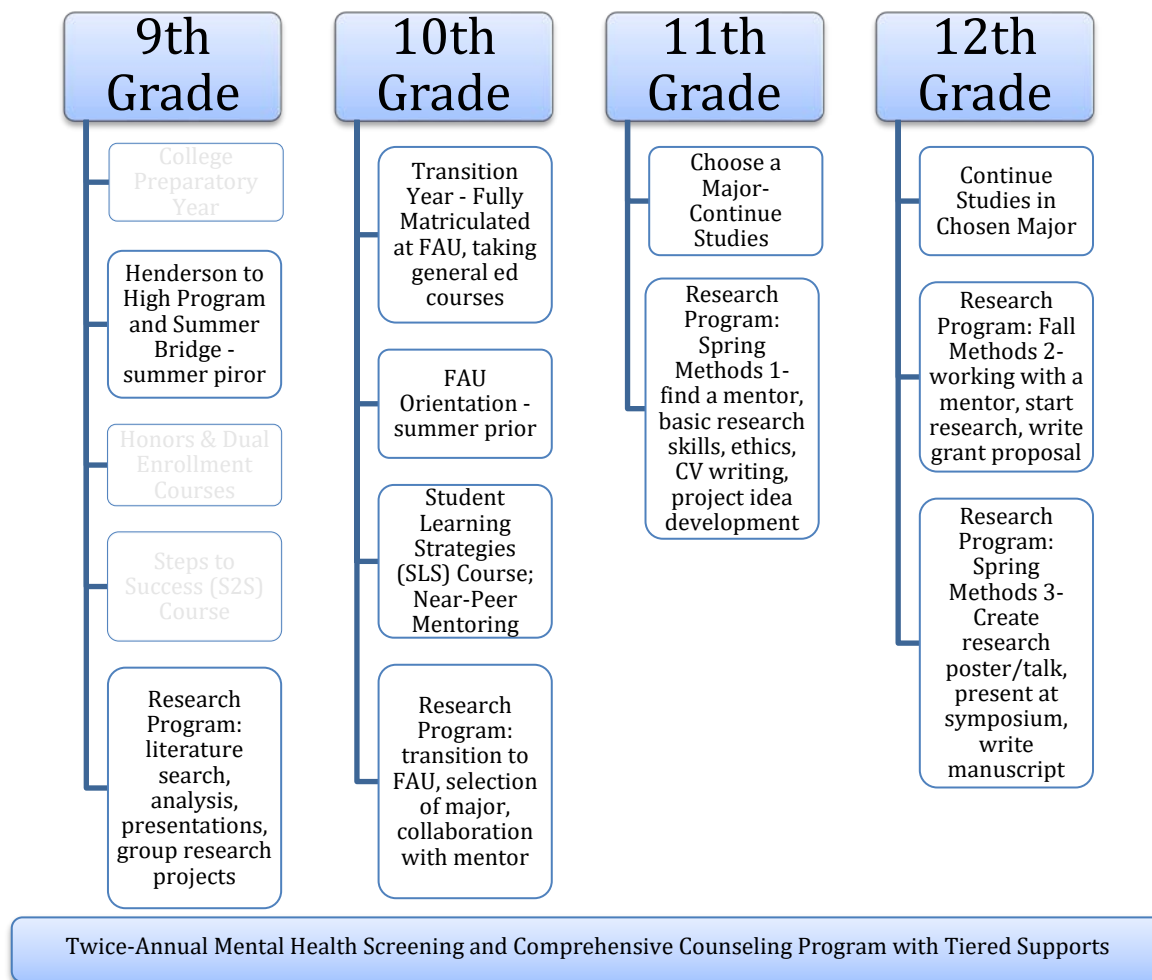 9th
Grade
College
Preparatory
Year
Henderson to
High Program
and Summer
Bridge -
summer piror
Honors & Dual
Enrollment
Courses
Steps to
Success (S2S)
Course
Research
Program:
literature
search,
analysis,
presentations,
group research
projects
10th
Grade
Transition
Year - Fully
Matriculated
at FAU, taking
general ed
courses
FAU
Orientation -
summer prior
Student
Learning
Strategies
(SLS) Course;
Near-Peer
Mentoring
Research
Program:
transition to
FAU, selection
of major,
collaboration
with mentor
11th
Grade
Choose a
Major-
Continue
Studies
Research
Program:
Spring
Methods 1-
find a mentor,
basic research
skills, ethics,
CV writing,
project idea
development
12th
Grade
Continue
Studies in
Chosen Major
Research
Program: Fall
Methods 2-
working with a
mentor, start
research, write
grant proposal
Research
Program:
Spring
Methods 3-
Create
research
poster/talk,
present at
symposium,
write
manuscript
Twice-Annual Mental Health Screening and Comprehensive Counseling Program with Tiered Supports